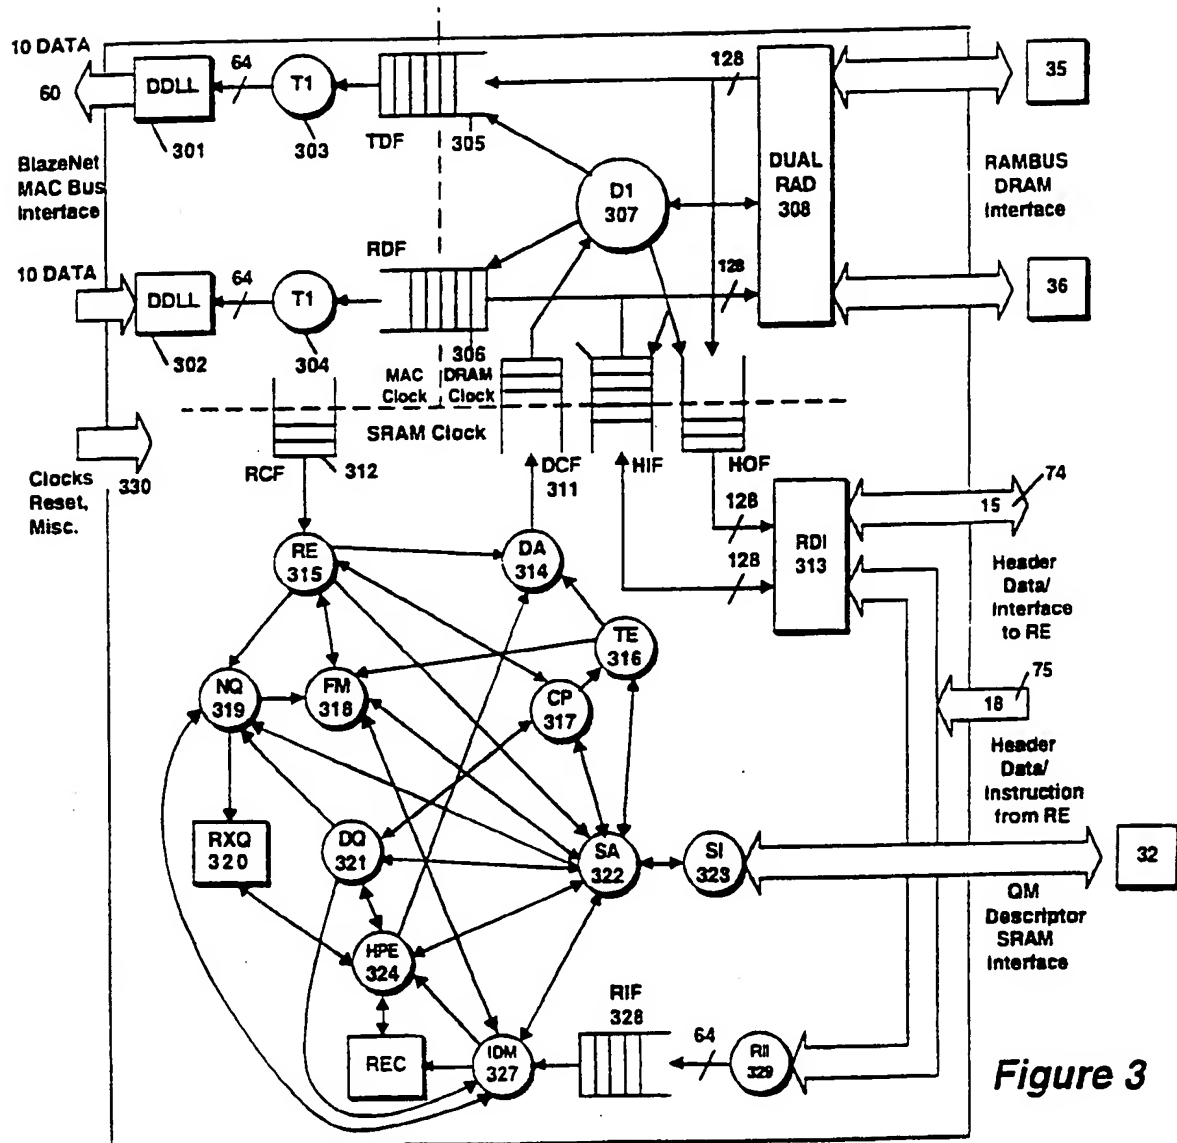 10 DATA
60
DDLL
301
64
T1
303
TDF
305
128
35
BlazeNet
MAC Bus
Interface
D1
307
DUAL
RAD
308
RAMBUS
DRAM
Interface
10 DATA
DDLL
302
64
T1
304
RDF
306
128
36
MAC
Clock
DRAM
Clock
SRAM Clock
Clocks
Reset,
Misc.
330
RCF
312
DCF
311
HIF
HOF
128
128
RDI
313
15
74
Header
Data/
Interface
to RE
RE
315
DA
314
TE
316
NQ
319
FM
318
CP
317
18
75
Header
Data/
Instruction
from RE
RXQ
320
DQ
321
SA
322
SI
323
32
QM
Descriptor
SRAM
Interface
HPE
324
REC
IDM
327
RIF
328
64
RII
329
Figure 3